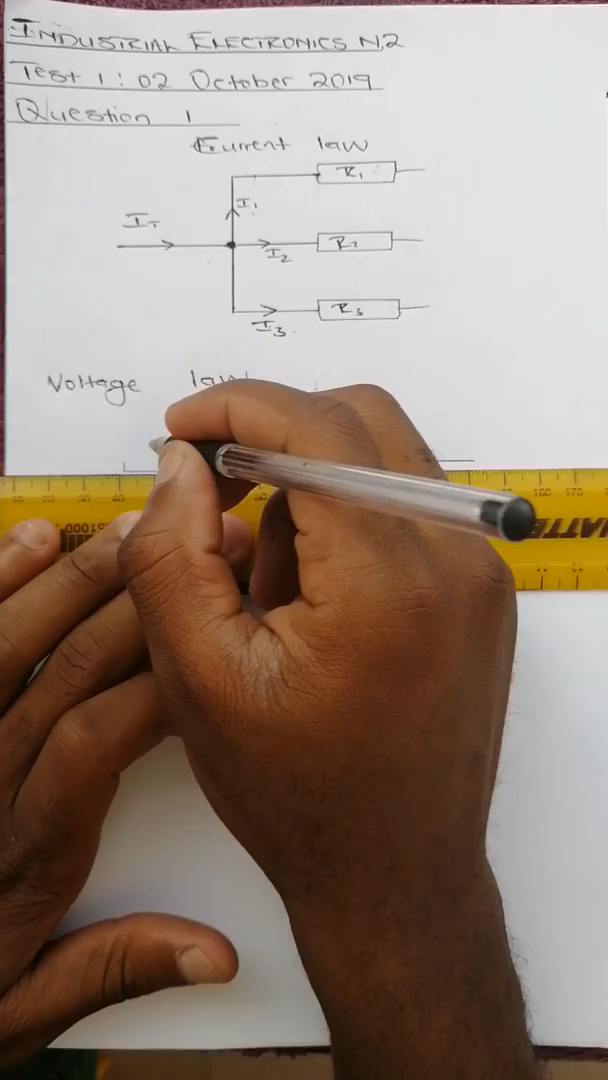 INDUSTRIAL ELECTRONICS N2
Test 1 : 02 October 2019
Question 1
Current law
R1
I1
IT
I2
R2
I3
R3
Voltage law